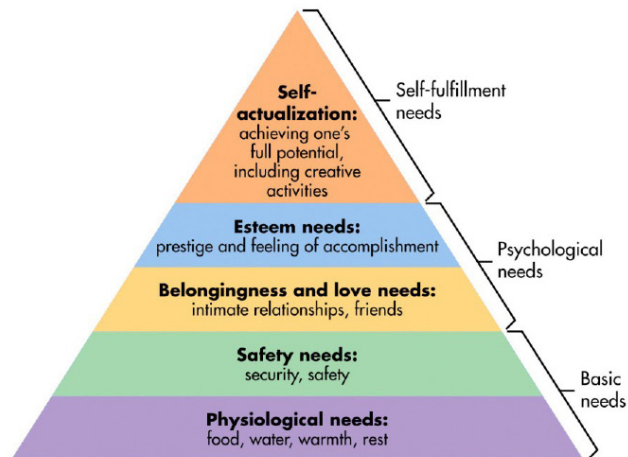 Self-
actualization:
achieving one's
full potential,
including creative
activities
Self-fulfillment
needs
Esteem needs:
prestige and feeling of accomplishment
Psychological
needs
Belongingness and love needs:
intimate relationships, friends
Safety needs:
security, safety
Basic
needs
Physiological needs:
food, water, warmth, rest